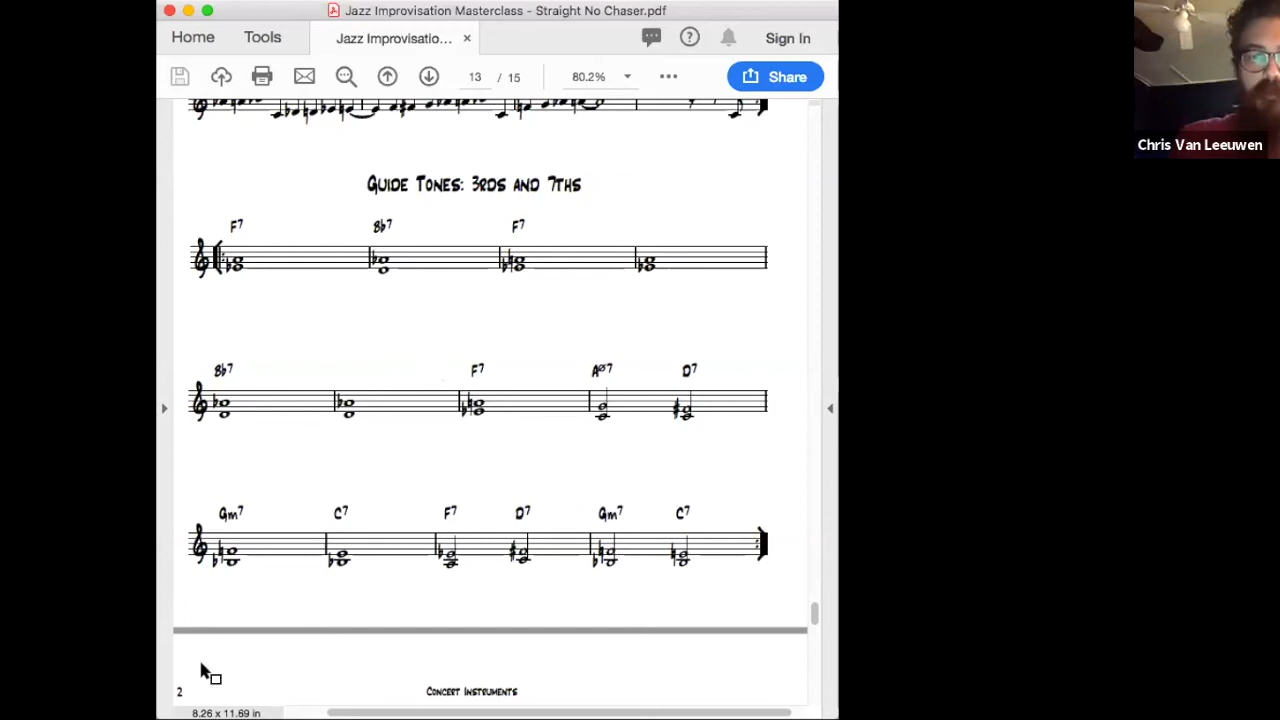 Jazz Improvisation Masterclass - Straight No Chaser.pdf
Home Tools Jazz Improvisatio... × Sign In
13 / 15 80.2% Share
Chris Van Leeuwen
Guide Tones: 3rds and 7ths
F7 Bb7 F7
Bb7 F7 Aø7 D7
Gm7 C7 F7 D7 Gm7 C7
2 Concert Instruments
8.26 x 11.69 in